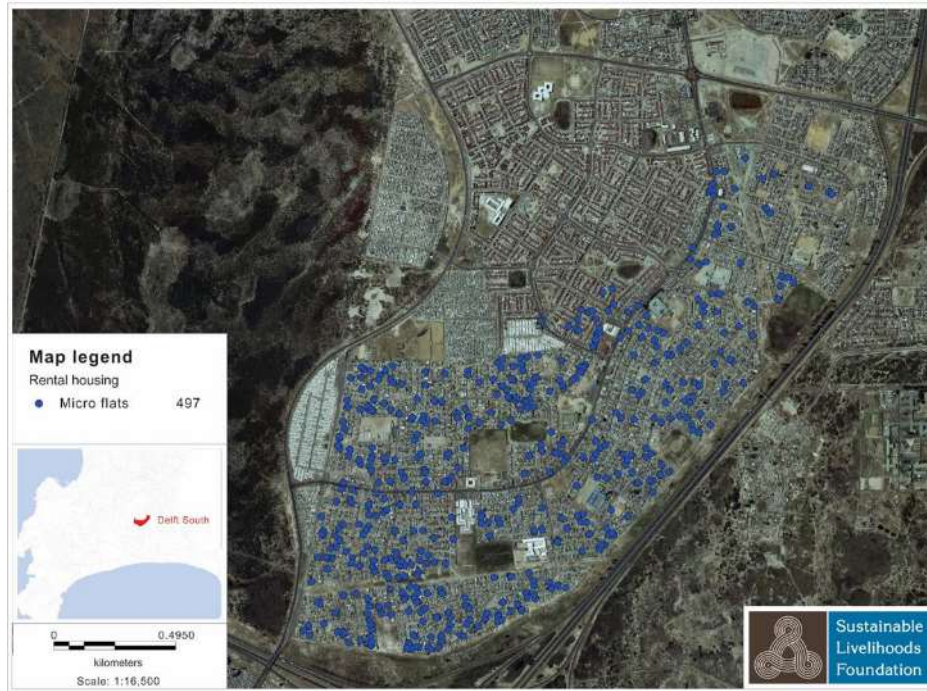 Map legend
Rental housing
Micro flats 497
Delft South
0 0.4950
kilometers
Scale: 1:16,500
Sustainable
Livelihoods
Foundation